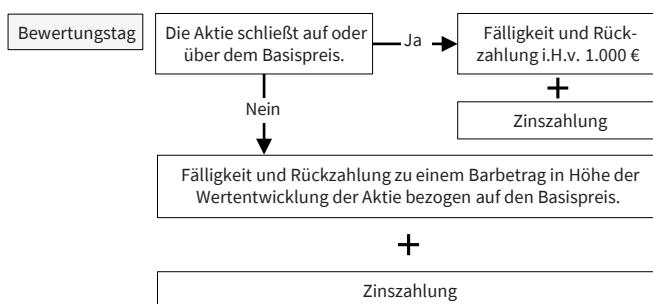 Bewertungstag
Die Aktie schließt auf oder
über dem Basispreis.
Ja
Fälligkeit und Rück-
zahlung i.H.v. 1.000 €
+
Zinszahlung
Nein
Fälligkeit und Rückzahlung zu einem Barbetrag in Höhe der
Wertentwicklung der Aktie bezogen auf den Basispreis.
+
Zinszahlung